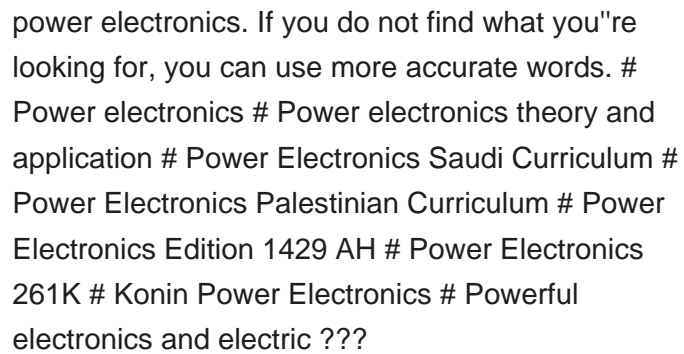 power electronics. If you do not find what you"re
looking for, you can use more accurate words. #
Power electronics # Power electronics theory and
application # Power Electronics Saudi Curriculum #
Power Electronics Palestinian Curriculum # Power
Electronics Edition 1429 AH # Power Electronics
261K # Konin Power Electronics # Powerful
electronics and electric ???